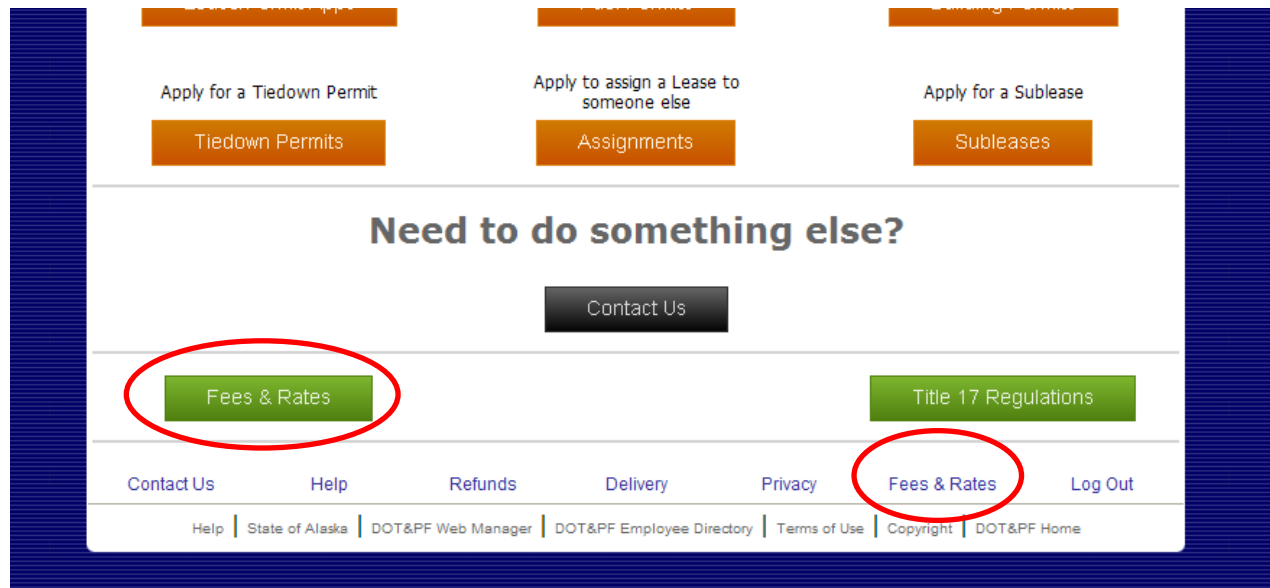 Apply for a Tiedown Permit
Apply to assign a Lease to
someone else
Apply for a Sublease
Tiedown Permits
Assignments
Subleases
Need to do something else?
Contact Us
Fees & Rates
Title 17 Regulations
Contact Us Help Refunds Delivery Privacy Fees & Rates Log Out
Help | State of Alaska | DOT&PF Web Manager | DOT&PF Employee Directory | Terms of Use | Copyright | DOT&PF Home